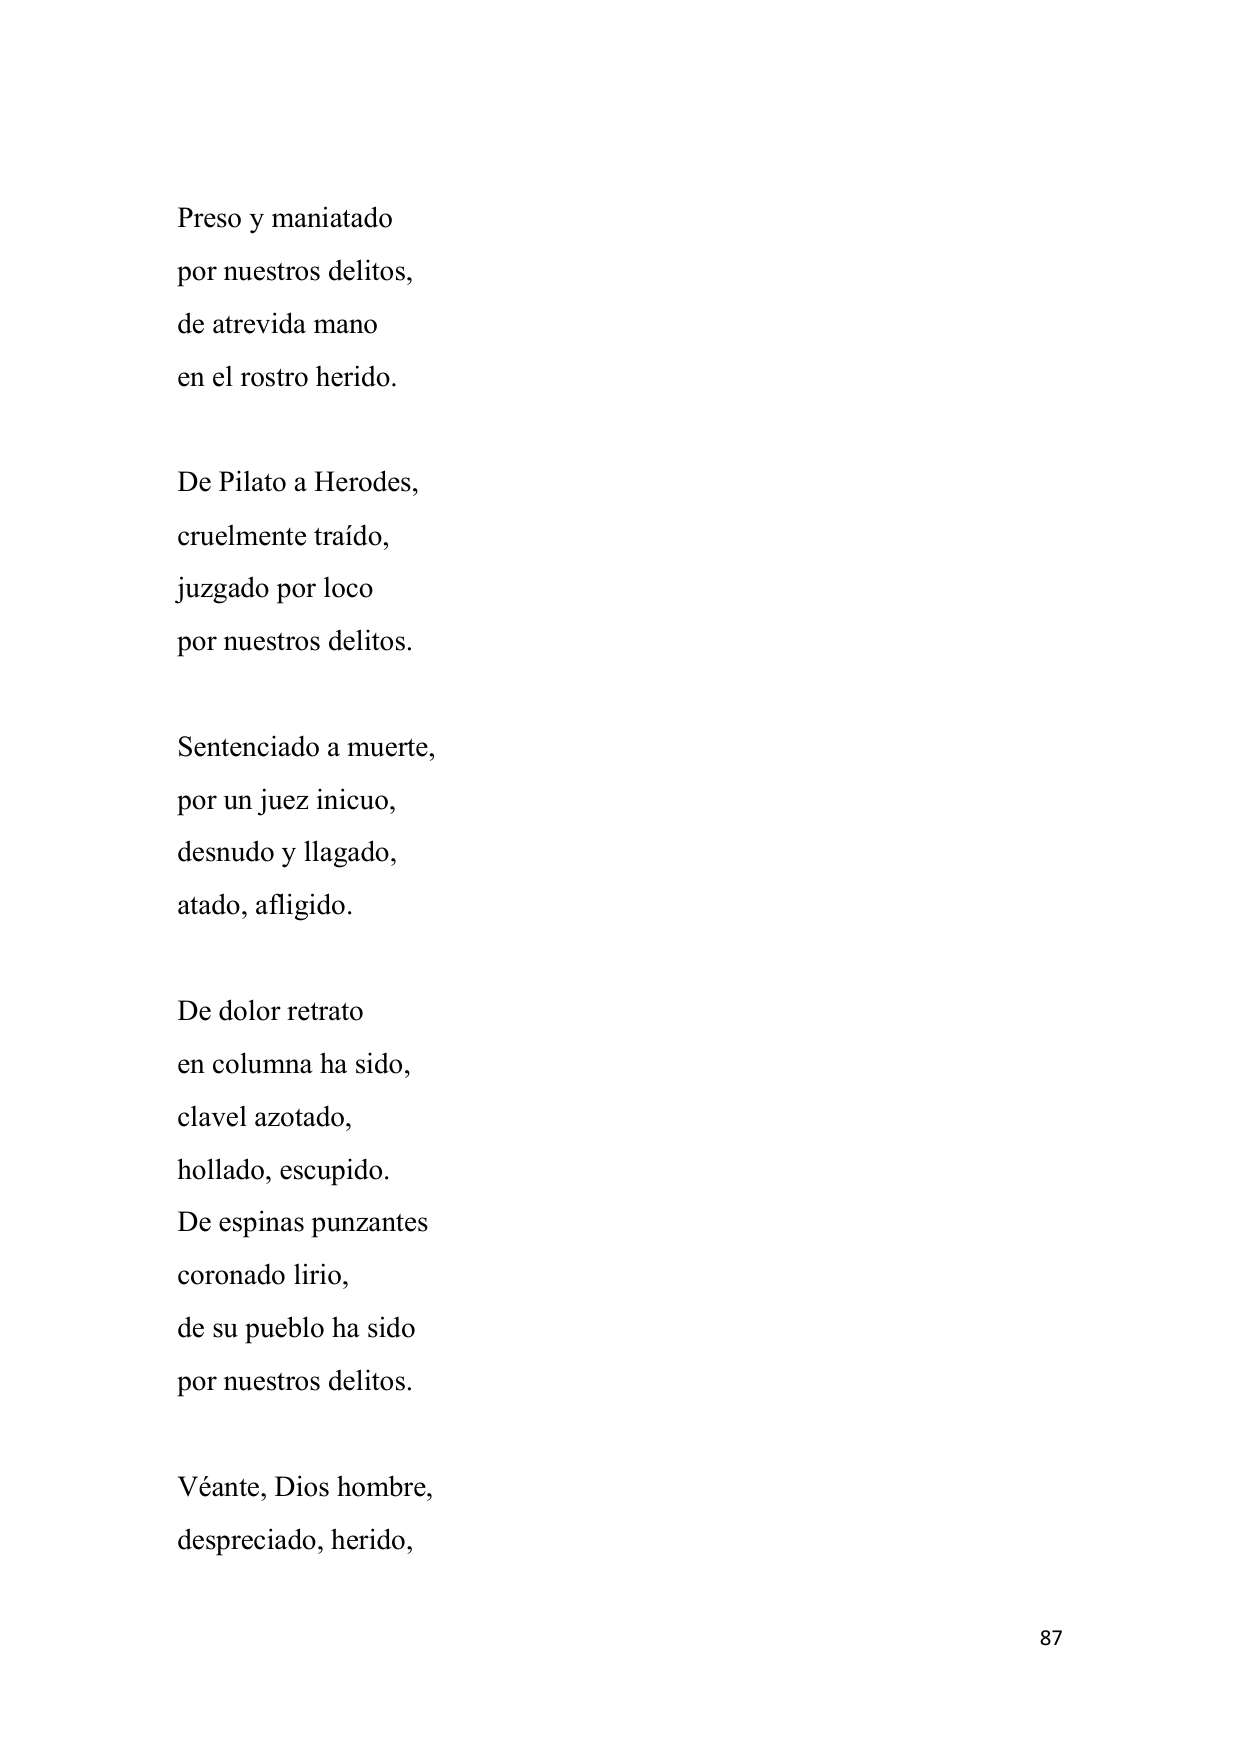 Preso y maniatado
por nuestros delitos,
de atrevida mano
en el rostro herido.
De Pilato a Herodes,
cruelmente traído,
juzgado por loco
por nuestros delitos.
Sentenciado a muerte,
por un juez inicuo,
desnudo y llagado,
atado, afligido.
De dolor retrato
en columna ha sido,
clavel azotado,
hollado, escupido.
De espinas punzantes
coronado lirio,
de su pueblo ha sido
por nuestros delitos.
Véante, Dios hombre,
despreciado, herido,
87